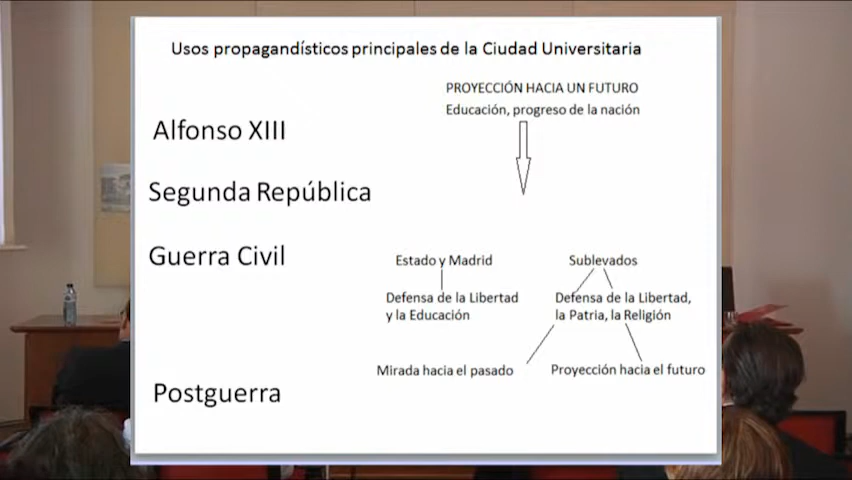 Usos propagandísticos principales de la Ciudad Universitaria
PROYECCIÓN HACIA UN FUTURO
Educación, progreso de la nación
Alfonso XIII
Segunda República
Guerra Civil
Estado y Madrid
Sublevados
Defensa de la Libertad
y la Educación
Defensa de la Libertad,
la Patria, la Religión
Mirada hacia el pasado
Proyección hacia el futuro
Postguerra